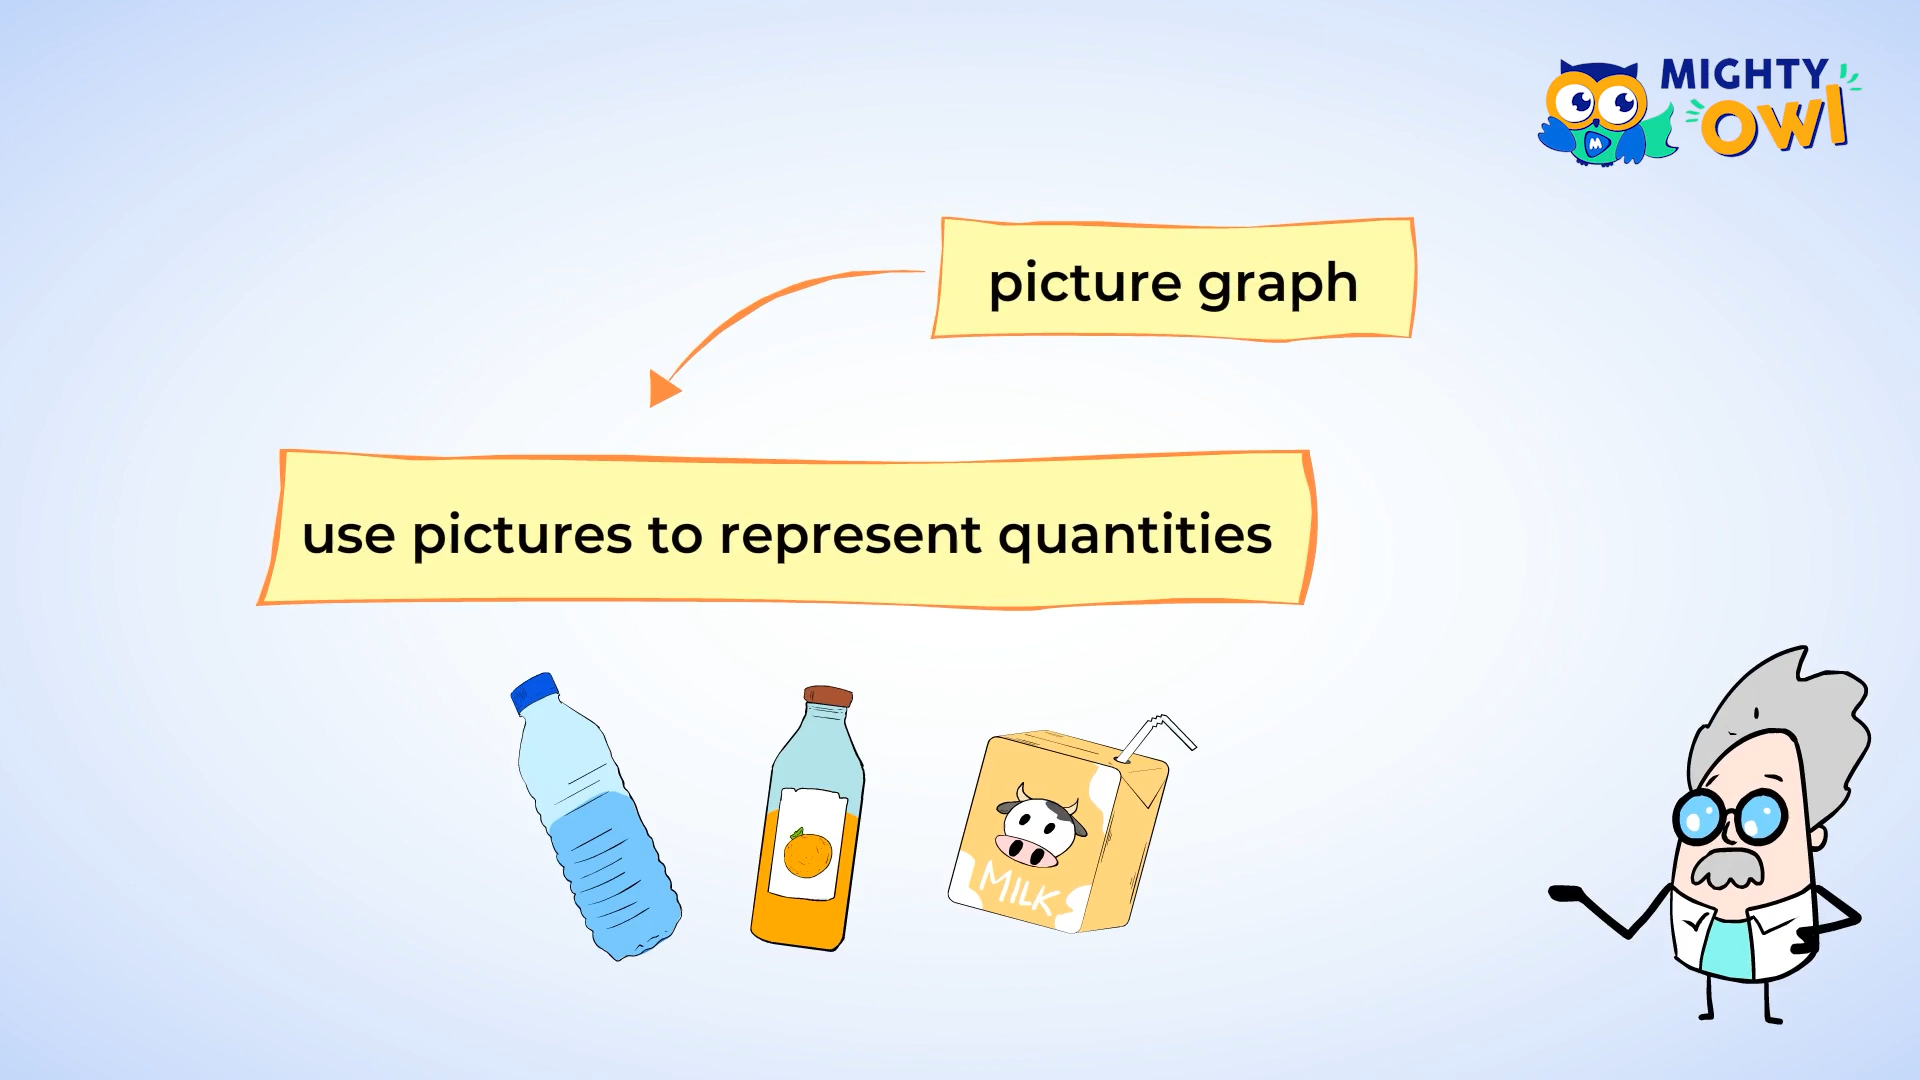 MIGHTY
owl
M
picture graph
use pictures to represent quantities
MILK